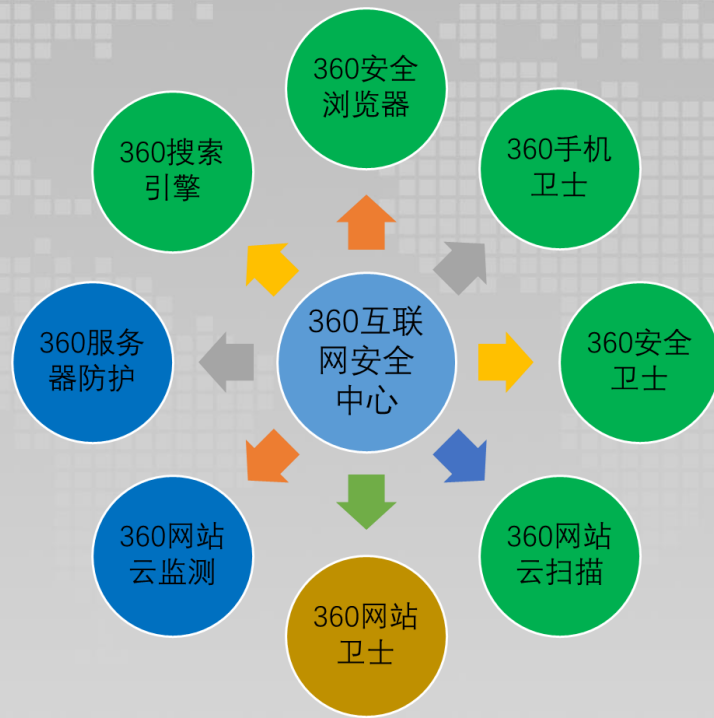 360安全
浏览器
360搜索
引擎
360手机
卫士
360服务
器防护
360互联
网安全
中心
360安全
卫士
360网站
云监测
360网站
云扫描
360网站
卫士